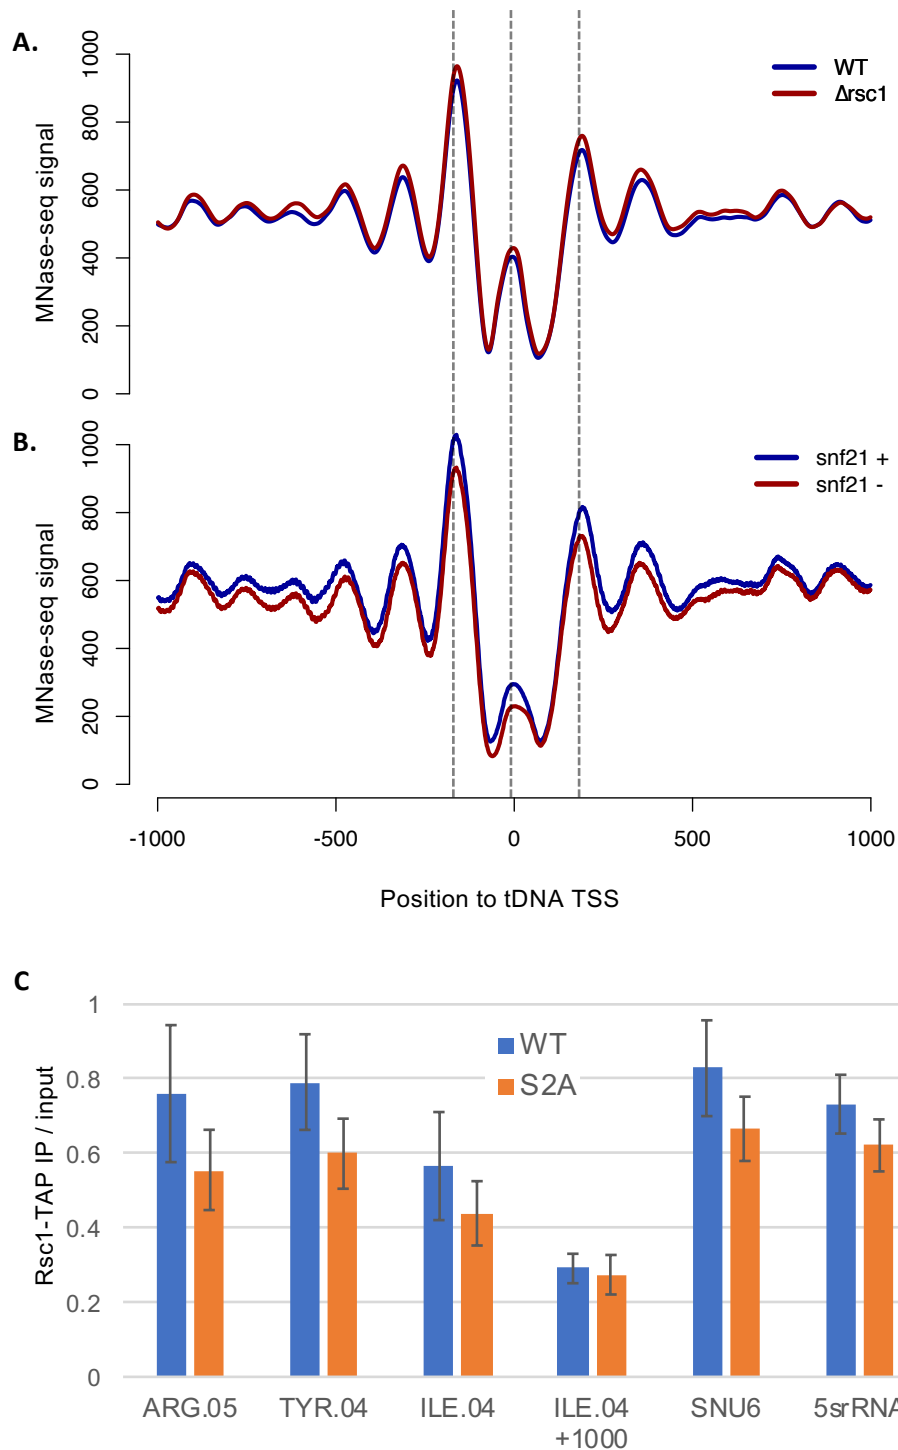 A.
1000
800
600
400
200
0
MNase-seq signal
WT
Δrsc1
B.
1000
800
600
400
200
0
MNase-seq signal
snf21 +
snf21 -
-1000
-500
0
500
1000
Position to tDNA TSS
C
1
0.8
0.6
0.4
0.2
0
Rsc1-TAP IP / input
WT
S2A
ARG.05
TYR.04
ILE.04
ILE.04
+1000
SNU6
5srRNA